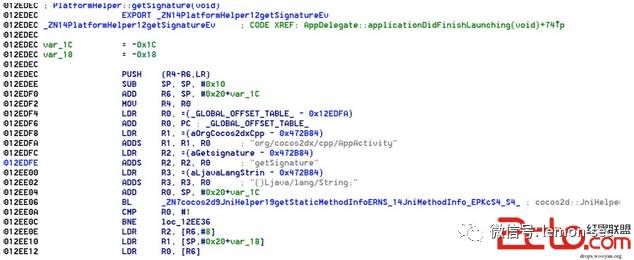 012EDEC ; PlatformHelper::getSignature(void)
012EDEC EXPORT _ZN14PlatformHelper12getSignatureEv
012EDEC _ZN14PlatformHelper12getSignatureEv ; CODE XREF: AppDelegate::applicationDidFinishLaunching(void)+74↑p
012EDEC
012EDEC var_1C = -0x1C
012EDEC var_18 = -0x18
012EDEC
012EDEC PUSH {R4-R6,LR}
012EDEE SUB SP, SP, #0x10
012EDF0 ADD R6, SP, #0x20+var_1C
012EDF2 MOV R4, R0
012EDF4 LDR R0, =(_GLOBAL_OFFSET_TABLE_ - 0x12EDFA)
012EDF6 ADD R0, PC ; _GLOBAL_OFFSET_TABLE_
012EDF8 LDR R1, =(aOrgCocos2dxCpp - 0x472B84)
012EDFA ADDS R1, R1, R0 ; "org/cocos2dx/cpp/AppActivity"
012EDFC LDR R2, =(aGetsignature - 0x472B84)
012EDFE ADDS R2, R2, R0 ; "getSignature"
012EE00 LDR R3, =(aLjavaLangStrin - 0x472B84)
012EE02 ADDS R3, R3, R0 ; "()Ljava/lang/String;"
012EE04 ADD R0, SP, #0x20+var_1C
012EE06 BL _ZN7cocos2d9JniHelper19getStaticMethodInfoERNS_14JniMethodInfo_EPKcS4_S4_ ; cocos2d::JniHelper
012EE0A CMP R0, #1
012EE0C BNE loc_12EE36
012EE0E LDR R2, [R6,#8]
012EE10 LDR R1, [SP,#0x20+var_18]
012EE12 LDR R0, [R6]
微信号: lemonsec
红黑联盟
2cto.com
drops.wooyun.org